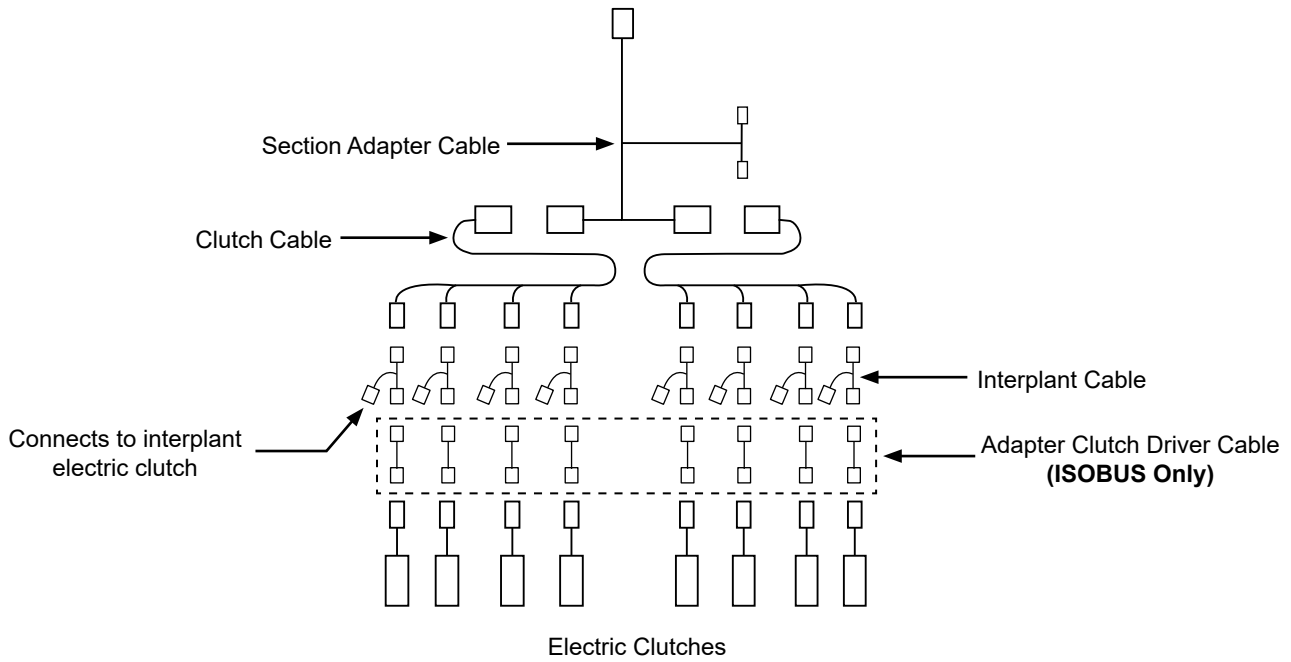 Section Adapter Cable
Clutch Cable
Interplant Cable
Connects to interplant
electric clutch
Adapter Clutch Driver Cable
(ISOBUS Only)
Electric Clutches